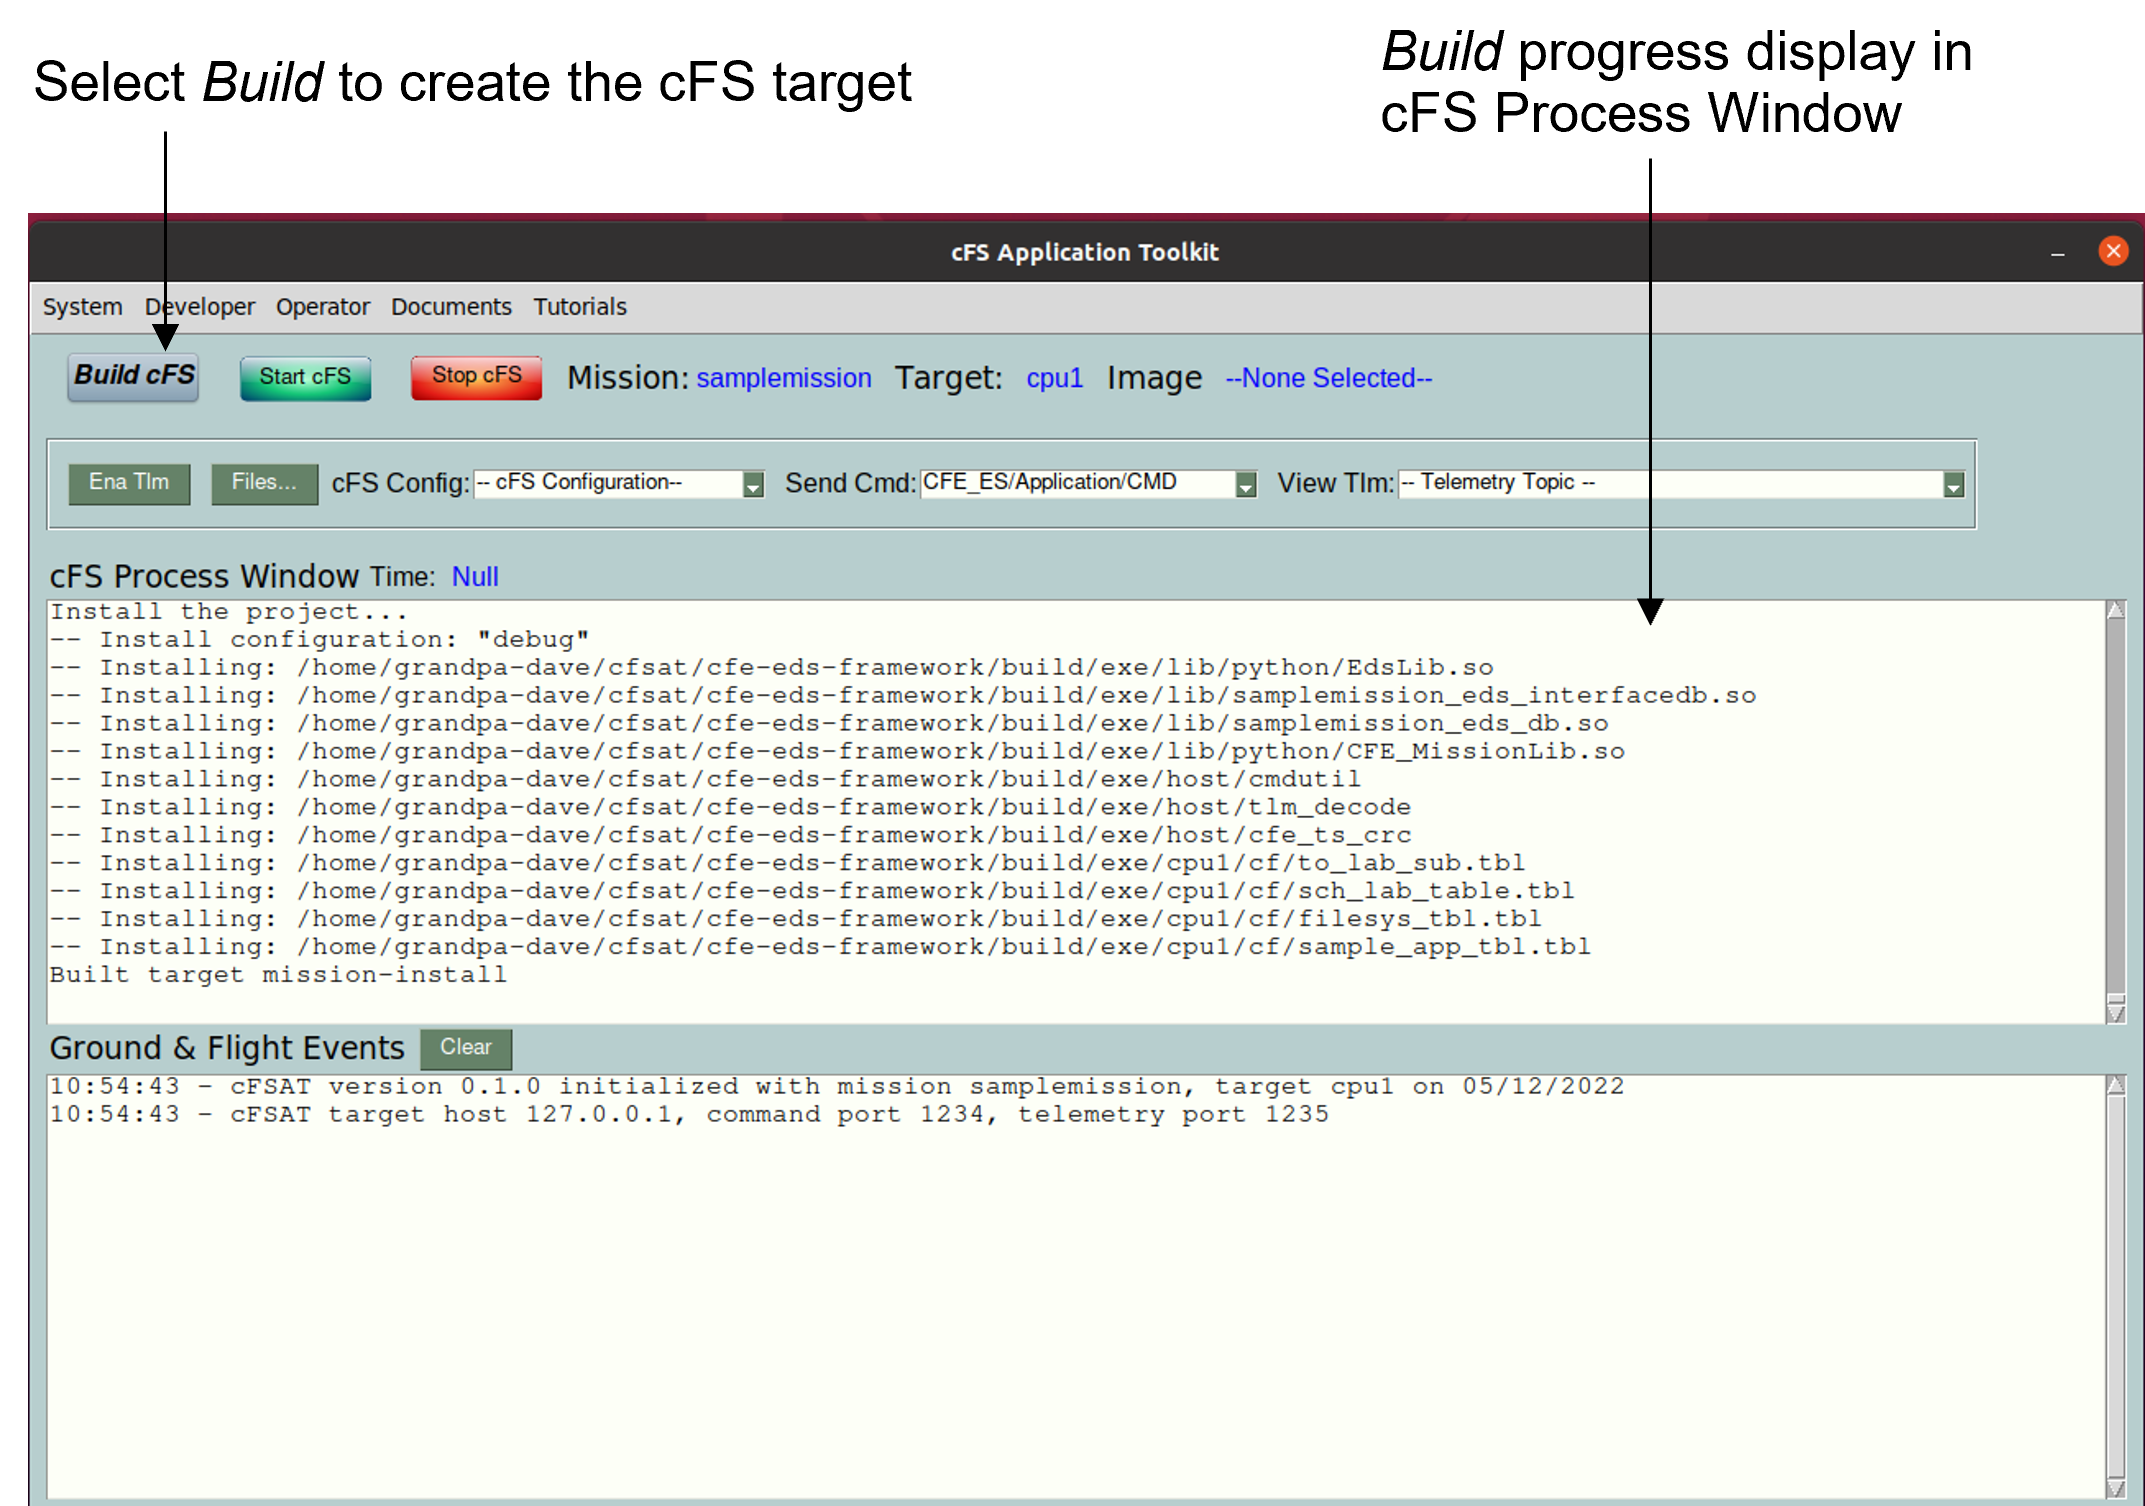 Select Build to create the cFS target
Build progress display in
cFS Process Window
cFS Application Toolkit
System Developer Operator Documents Tutorials
Build cFS Start cFS Stop cFS Mission: samplemission Target: cpu1 Image --None Selected--
Ena Tlm Files... cFS Config: -- cFS Configuration-- Send Cmd: CFE_ES/Application/CMD View Tlm: -- Telemetry Topic --
cFS Process Window Time: Null
Install the project...
-- Install configuration: "debug"
-- Installing: /home/grandpa-dave/cfsat/cfe-eds-framework/build/exe/lib/python/EdsLib.so
-- Installing: /home/grandpa-dave/cfsat/cfe-eds-framework/build/exe/lib/samplemission_eds_interfacedb.so
-- Installing: /home/grandpa-dave/cfsat/cfe-eds-framework/build/exe/lib/samplemission_eds_db.so
-- Installing: /home/grandpa-dave/cfsat/cfe-eds-framework/build/exe/lib/python/CFE_MissionLib.so
-- Installing: /home/grandpa-dave/cfsat/cfe-eds-framework/build/exe/host/cmdutil
-- Installing: /home/grandpa-dave/cfsat/cfe-eds-framework/build/exe/host/tlm_decode
-- Installing: /home/grandpa-dave/cfsat/cfe-eds-framework/build/exe/host/cfe_ts_crc
-- Installing: /home/grandpa-dave/cfsat/cfe-eds-framework/build/exe/cpu1/cf/to_lab_sub.tbl
-- Installing: /home/grandpa-dave/cfsat/cfe-eds-framework/build/exe/cpu1/cf/sch_lab_table.tbl
-- Installing: /home/grandpa-dave/cfsat/cfe-eds-framework/build/exe/cpu1/cf/filesys_tbl.tbl
-- Installing: /home/grandpa-dave/cfsat/cfe-eds-framework/build/exe/cpu1/cf/sample_app_tbl.tbl
Built target mission-install
Ground & Flight Events Clear
10:54:43 - cFSAT version 0.1.0 initialized with mission samplemission, target cpu1 on 05/12/2022
10:54:43 - cFSAT target host 127.0.0.1, command port 1234, telemetry port 1235